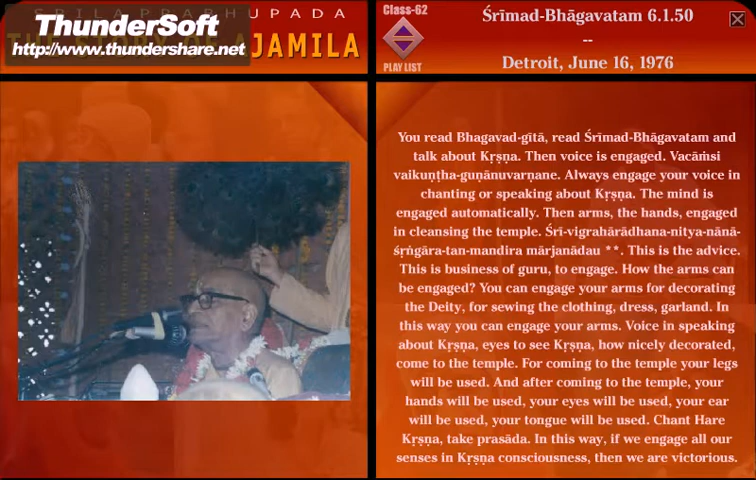 SRILA PRABHUPADA
ThunderSoft
http://www.thundershare.net
THE STORY OF AJAMILA
Class-62
PLAY LIST
Śrīmad-Bhāgavatam 6.1.50
--
Detroit, June 16, 1976
You read Bhagavad-gītā, read Śrīmad-Bhāgavatam and
talk about Kṛṣṇa. Then voice is engaged. Vacāṁsi
vaikuṇṭha-guṇānuvarṇane. Always engage your voice in
chanting or speaking about Kṛṣṇa. The mind is
engaged automatically. Then arms, the hands, engaged
in cleansing the temple. Śrī-vigrahārādhana-nitya-nānā-
śṛṅgāra-tan-mandira mārjanādau **. This is the advice.
This is business of guru, to engage. How the arms can
be engaged? You can engage your arms for decorating
the Deity, for sewing the clothing, dress, garland. In
this way you can engage your arms. Voice in speaking
about Kṛṣṇa, eyes to see Kṛṣṇa, how nicely decorated,
come to the temple. For coming to the temple your legs
will be used. And after coming to the temple, your
hands will be used, your eyes will be used, your ear
will be used, your tongue will be used. Chant Hare
Kṛṣṇa, take prasāda. In this way, if we engage all our
senses in Kṛṣṇa consciousness, then we are victorious.